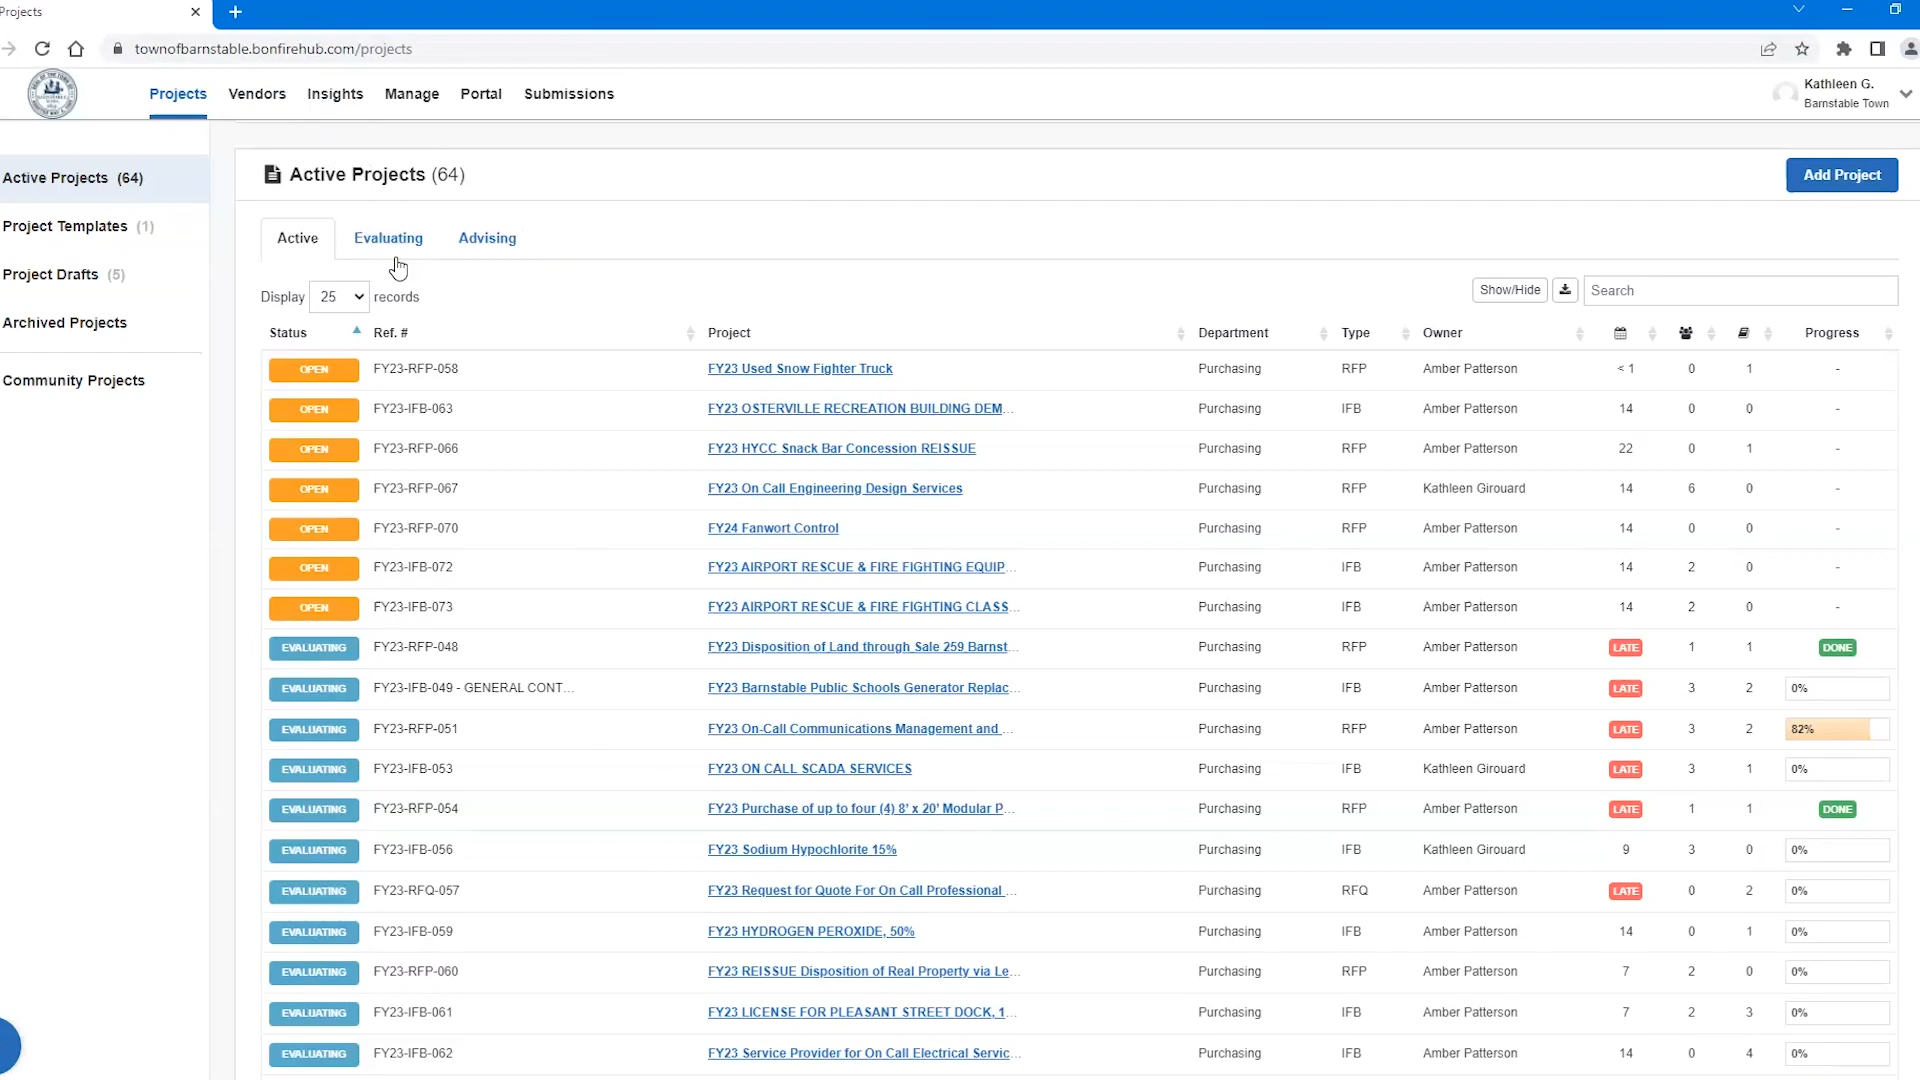 Projects
townofbarnstable.bonfirehub.com/projects
Projects Vendors Insights Manage Portal Submissions
Kathleen G.
Barnstable Town
Active Projects (64)
Project Templates (1)
Project Drafts (5)
Archived Projects
Community Projects
Active Projects (64)
Add Project
Active Evaluating Advising
Display 25 records
Show/Hide Search
Status Ref. # Project Department Type Owner Progress
OPEN FY23-RFP-058 FY23 Used Snow Fighter Truck Purchasing RFP Amber Patterson < 1 0 1 -
OPEN FY23-IFB-063 FY23 OSTERVILLE RECREATION BUILDING DEM... Purchasing IFB Amber Patterson 14 0 0 -
OPEN FY23-RFP-066 FY23 HYCC Snack Bar Concession REISSUE Purchasing RFP Amber Patterson 22 0 1 -
OPEN FY23-RFP-067 FY23 On Call Engineering Design Services Purchasing RFP Kathleen Girouard 14 6 0 -
OPEN FY23-RFP-070 FY24 Fanwort Control Purchasing RFP Amber Patterson 14 0 0 -
OPEN FY23-IFB-072 FY23 AIRPORT RESCUE & FIRE FIGHTING EQUIP... Purchasing IFB Amber Patterson 14 2 0 -
OPEN FY23-IFB-073 FY23 AIRPORT RESCUE & FIRE FIGHTING CLASS... Purchasing IFB Amber Patterson 14 2 0 -
EVALUATING FY23-RFP-048 FY23 Disposition of Land through Sale 259 Barnst... Purchasing RFP Amber Patterson LATE 1 1 DONE
EVALUATING FY23-IFB-049 - GENERAL CONT... FY23 Barnstable Public Schools Generator Replac... Purchasing IFB Amber Patterson LATE 3 2 0%
EVALUATING FY23-RFP-051 FY23 On-Call Communications Management and ... Purchasing RFP Amber Patterson LATE 3 2 82%
EVALUATING FY23-IFB-053 FY23 ON CALL SCADA SERVICES Purchasing IFB Kathleen Girouard LATE 3 1 0%
EVALUATING FY23-RFP-054 FY23 Purchase of up to four (4) 8' x 20' Modular P... Purchasing RFP Amber Patterson LATE 1 1 DONE
EVALUATING FY23-IFB-056 FY23 Sodium Hypochlorite 15% Purchasing IFB Kathleen Girouard 9 3 0 0%
EVALUATING FY23-RFQ-057 FY23 Request for Quote For On Call Professional ... Purchasing RFQ Amber Patterson LATE 0 2 0%
EVALUATING FY23-IFB-059 FY23 HYDROGEN PEROXIDE, 50% Purchasing IFB Amber Patterson 14 0 1 0%
EVALUATING FY23-RFP-060 FY23 REISSUE Disposition of Real Property via Le... Purchasing RFP Amber Patterson 7 2 0 0%
EVALUATING FY23-IFB-061 FY23 LICENSE FOR PLEASANT STREET DOCK, 1... Purchasing IFB Amber Patterson 7 2 3 0%
EVALUATING FY23-IFB-062 FY23 Service Provider for On Call Electrical Servic... Purchasing IFB Amber Patterson 14 0 4 0%